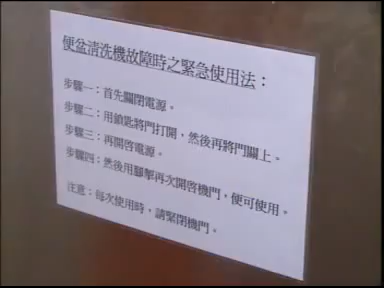 便盆清洗機故障時之緊急使用法：
步驟一：首先關閉電源。
步驟二：用鑰匙將門打開，然後再將門關上。
步驟三：再開啓電源。
步驟四：然後用腳掣再次開啓機門，便可使用。
注意：每次使用時，請緊閉機門。